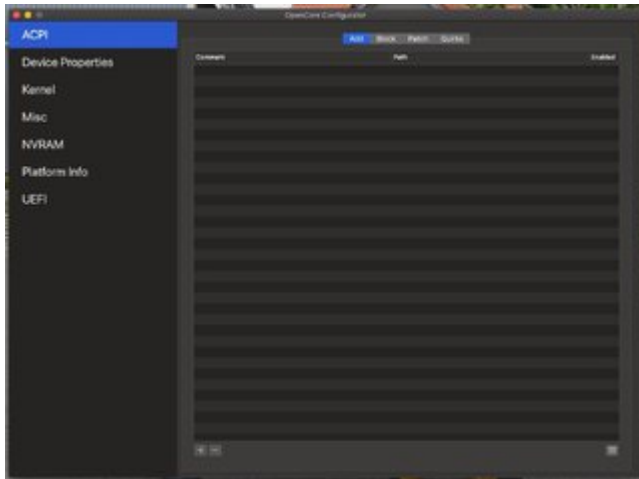 OpenCore Configurator
ACPI
Device Properties
Kernel
Misc
NVRAM
Platform Info
UEFI
Add Block Patch Quirks
Comment Path Enabled